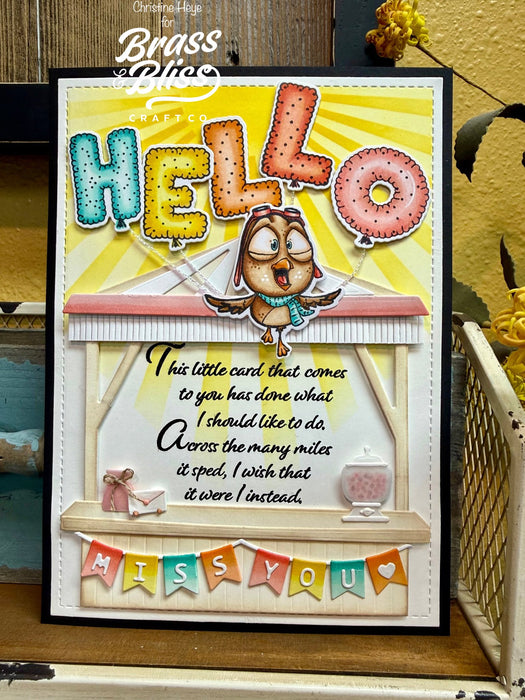 Christine Heye
for
Brass
Bliss
CRAFT CO
HELLO
This little card that comes
to you has done what
I should like to do.
Across the many miles
it sped, I wish that
it were I instead.
MISS YOU